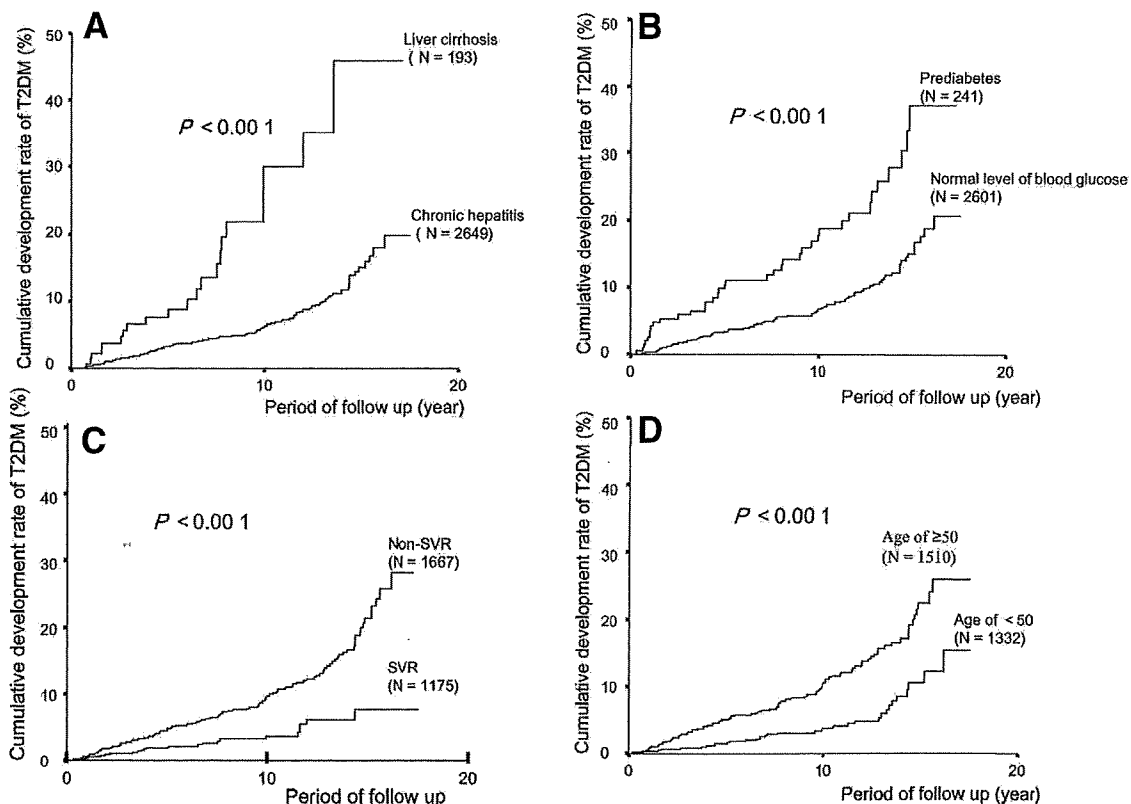 A
Cumulative development rate of T2DM (%)
50
40
30
20
10
0
Liver cirrhosis
( N = 193)
P < 0.00 1
Chronic hepatitis
( N = 2649)
0
10
20
Period of follow up (year)
B
Cumulative development rate of T2DM (%)
50
40
30
20
10
0
Prediabetes
(N = 241)
P < 0.00 1
Normal level of blood glucose
(N = 2601)
0
10
20
Period of follow up (year)
C
Cumulative development rate of T2DM (%)
50
40
30
20
10
0
P < 0.00 1
Non-SVR
(N = 1667)
SVR
(N = 1175)
0
10
20
Period of follow up
D
Cumulative development rate of T2DM (%)
50
40
30
20
10
0
P < 0.00 1
Age of ≥50
(N = 1510)
Age of < 50
(N = 1332)
0
10
20
Period of follow up (year)